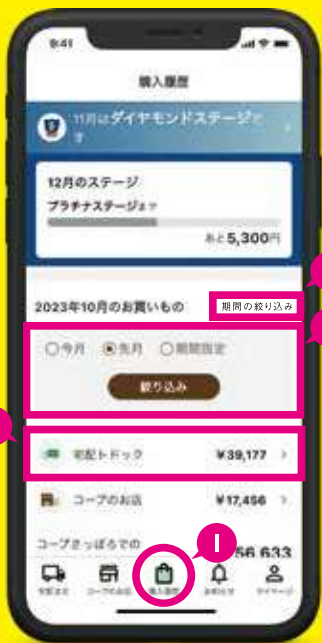 9:41
購入履歴
11月はダイヤモンドステージで
す
12月のステージ
プラチナステージまで
あと5,300円
2023年10月のお買いもの
期間の絞り込み
今月 先月 期間指定
絞り込み
宅配トドック ¥39,177
コープのお店 ¥17,456
コープさっぽろでの
56,633
1
宅配注文 コープのお店 購入履歴 お知らせ マイページ